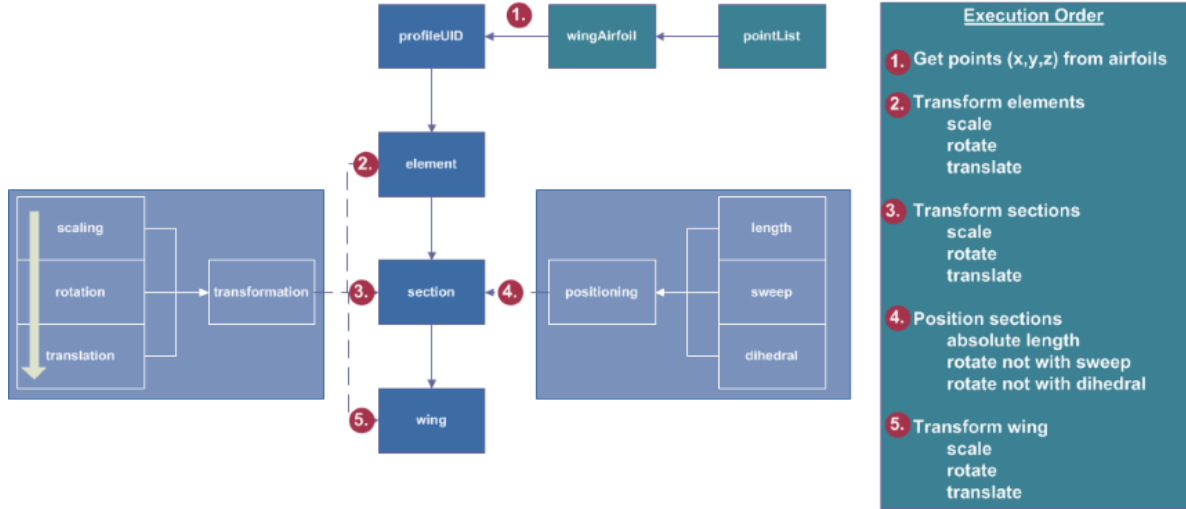 1.
profileUID
wingAirfoil
pointList
2.
element
scaling
rotation
translation
transformation
3.
section
4.
positioning
length
sweep
dihedral
5.
wing
Execution Order
1. Get points (x,y,z) from airfoils
2. Transform elements
scale
rotate
translate
3. Transform sections
scale
rotate
translate
4. Position sections
absolute length
rotate not with sweep
rotate not with dihedral
5. Transform wing
scale
rotate
translate